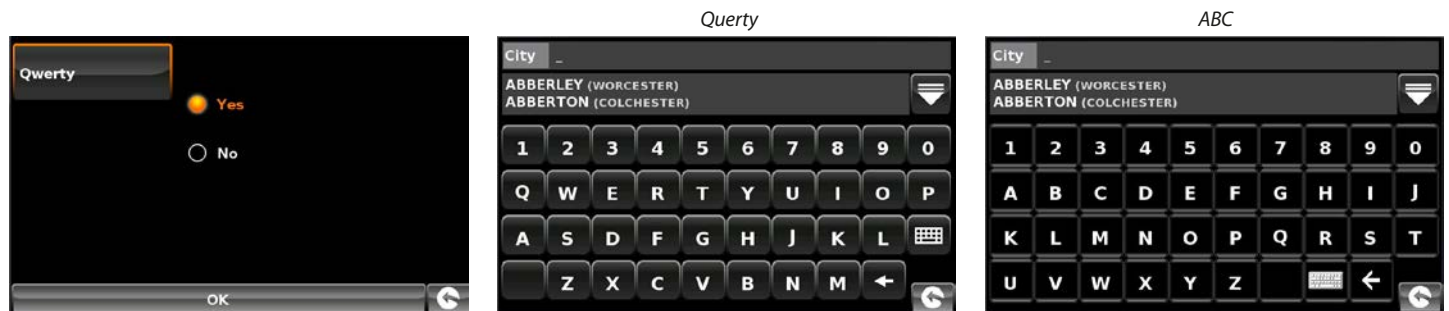 Qwerty
Yes
No
OK
Querty
City _
ABBERLEY (WORCESTER)
ABBERTON (COLCHESTER)
1 2 3 4 5 6 7 8 9 0
Q W E R T Y U I O P
A S D F G H J K L
Z X C V B N M ←
ABC
City _
ABBERLEY (WORCESTER)
ABBERTON (COLCHESTER)
1 2 3 4 5 6 7 8 9 0
A B C D E F G H I J
K L M N O P Q R S T
U V W X Y Z ←